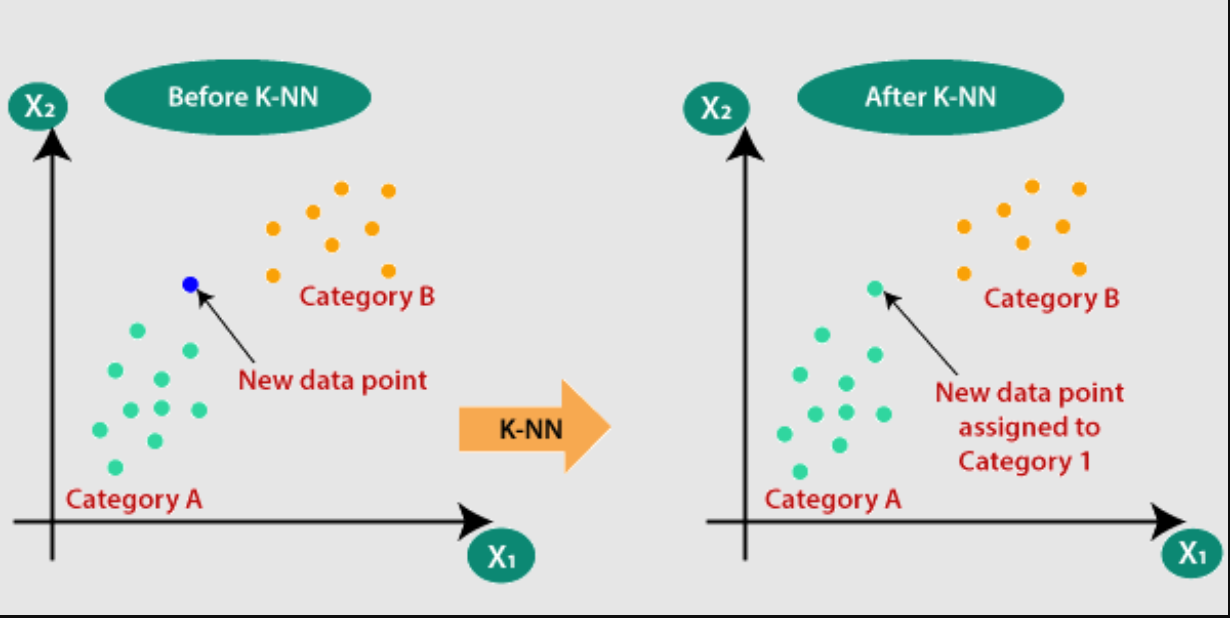 Before K-NN
X₂
Category B
New data point
Category A
X₁
K-NN
After K-NN
X₂
Category B
New data point
assigned to
Category 1
Category A
X₁